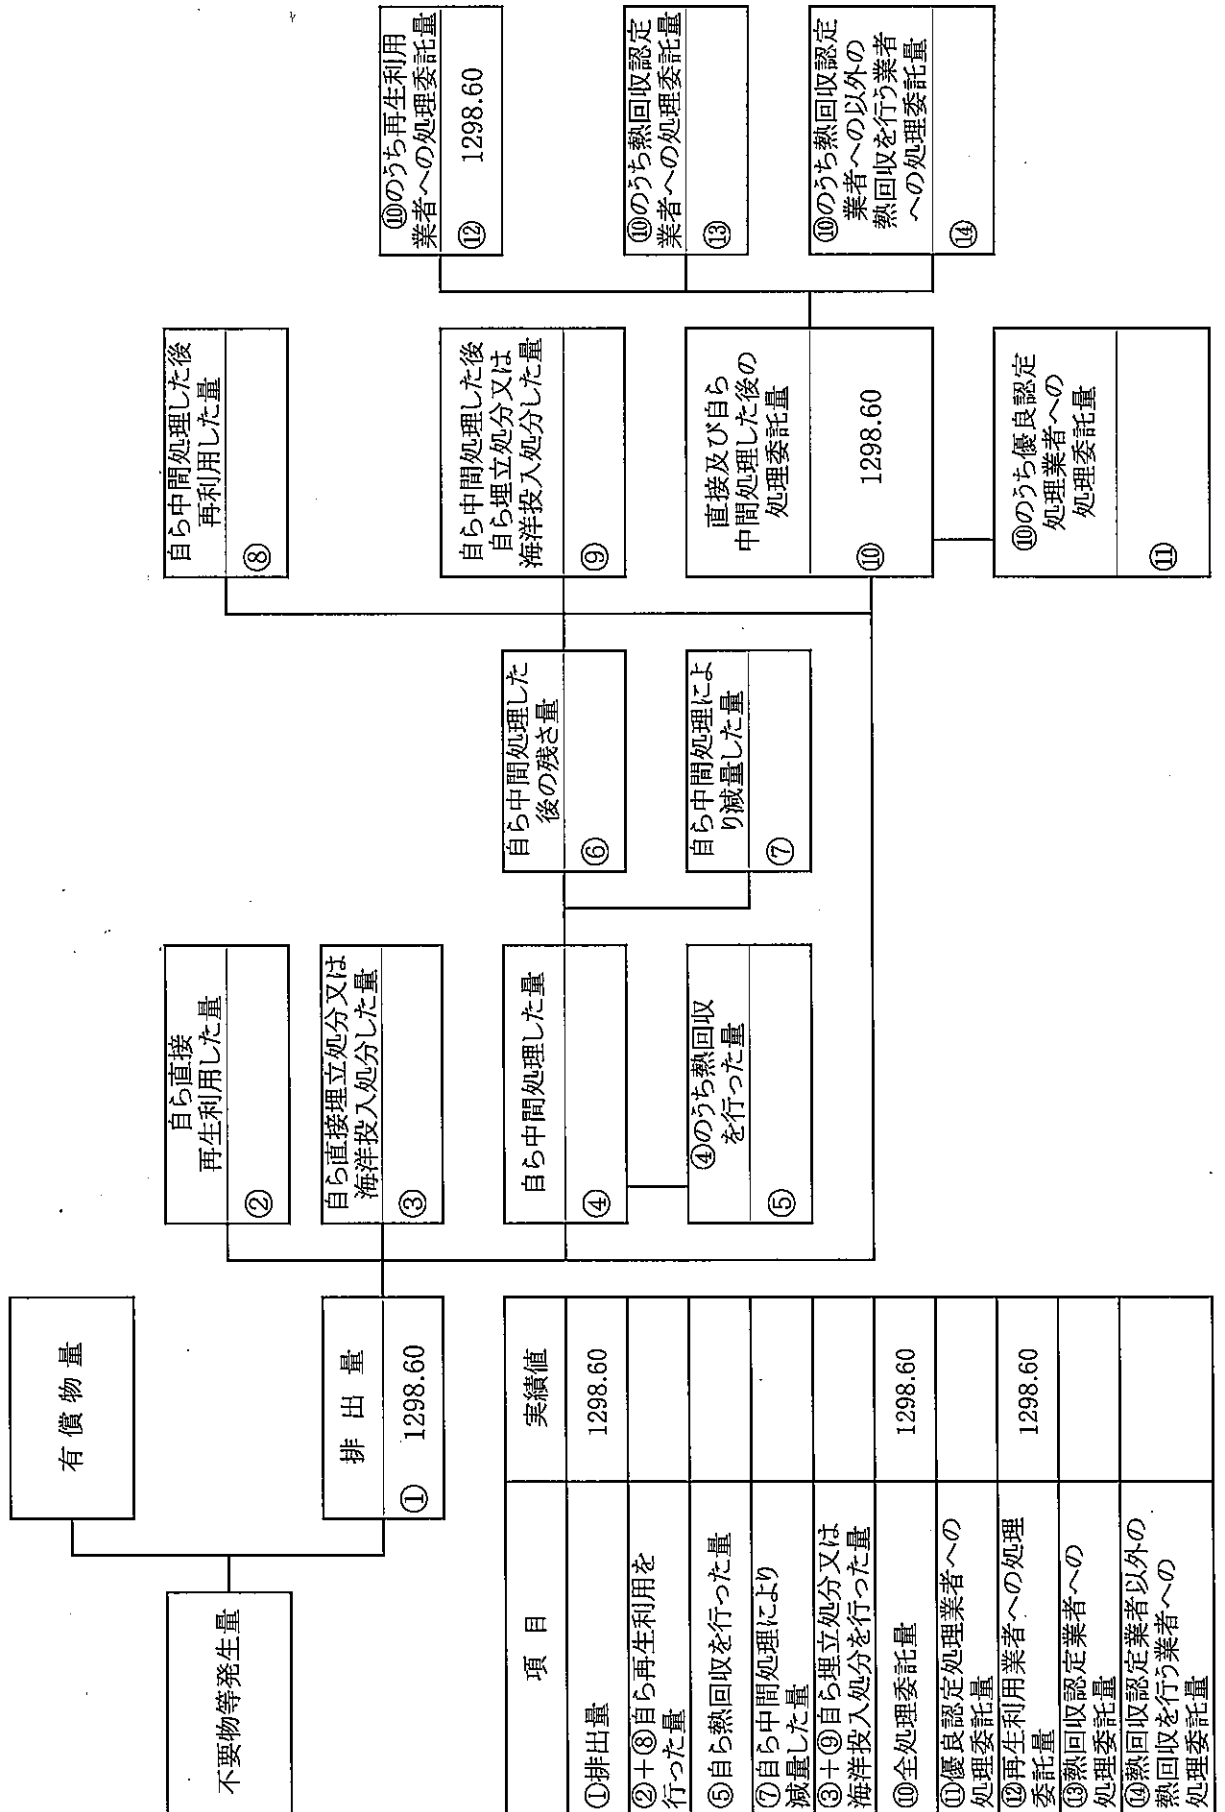 不要物等発生量
有償物量
排出量
① 1298.60
自ら直接
再生利用した量
②
自ら直接埋立処分又は
海洋投入処分した量
③
自ら中間処理した量
④
④のうち熱回収
を行った量
⑤
自ら中間処理した
後の残さ量
⑥
自ら中間処理によ
り減量した量
⑦
自ら中間処理した後
再利用した量
⑧
自ら中間処理した後
自ら埋立処分又は
海洋投入処分した量
⑨
直接及び自ら
中間処理した後の
処理委託量
⑩ 1298.60
⑩のうち優良認定
処理業者への
処理委託量
⑪
⑩のうち再生利用
業者への処理委託量
⑫ 1298.60
⑩のうち熱回収認定
業者への処理委託量
⑬
⑩のうち熱回収認定
業者への以外の
熱回収を行う業者
への処理委託量
⑭
項目 実績値
①排出量 1298.60
②+⑧自ら再生利用を
行った量
⑤自ら熱回収を行った量
⑦自ら中間処理により
減量した量
③+⑨自ら埋立処分又は
海洋投入処分を行った量
⑩全処理委託量 1298.60
⑪優良認定処理業者への
処理委託量
⑫再生利用業者への処理
委託量 1298.60
⑬熱回収認定業者への
処理委託量
⑭熱回収認定業者以外の
熱回収を行う業者への
処理委託量